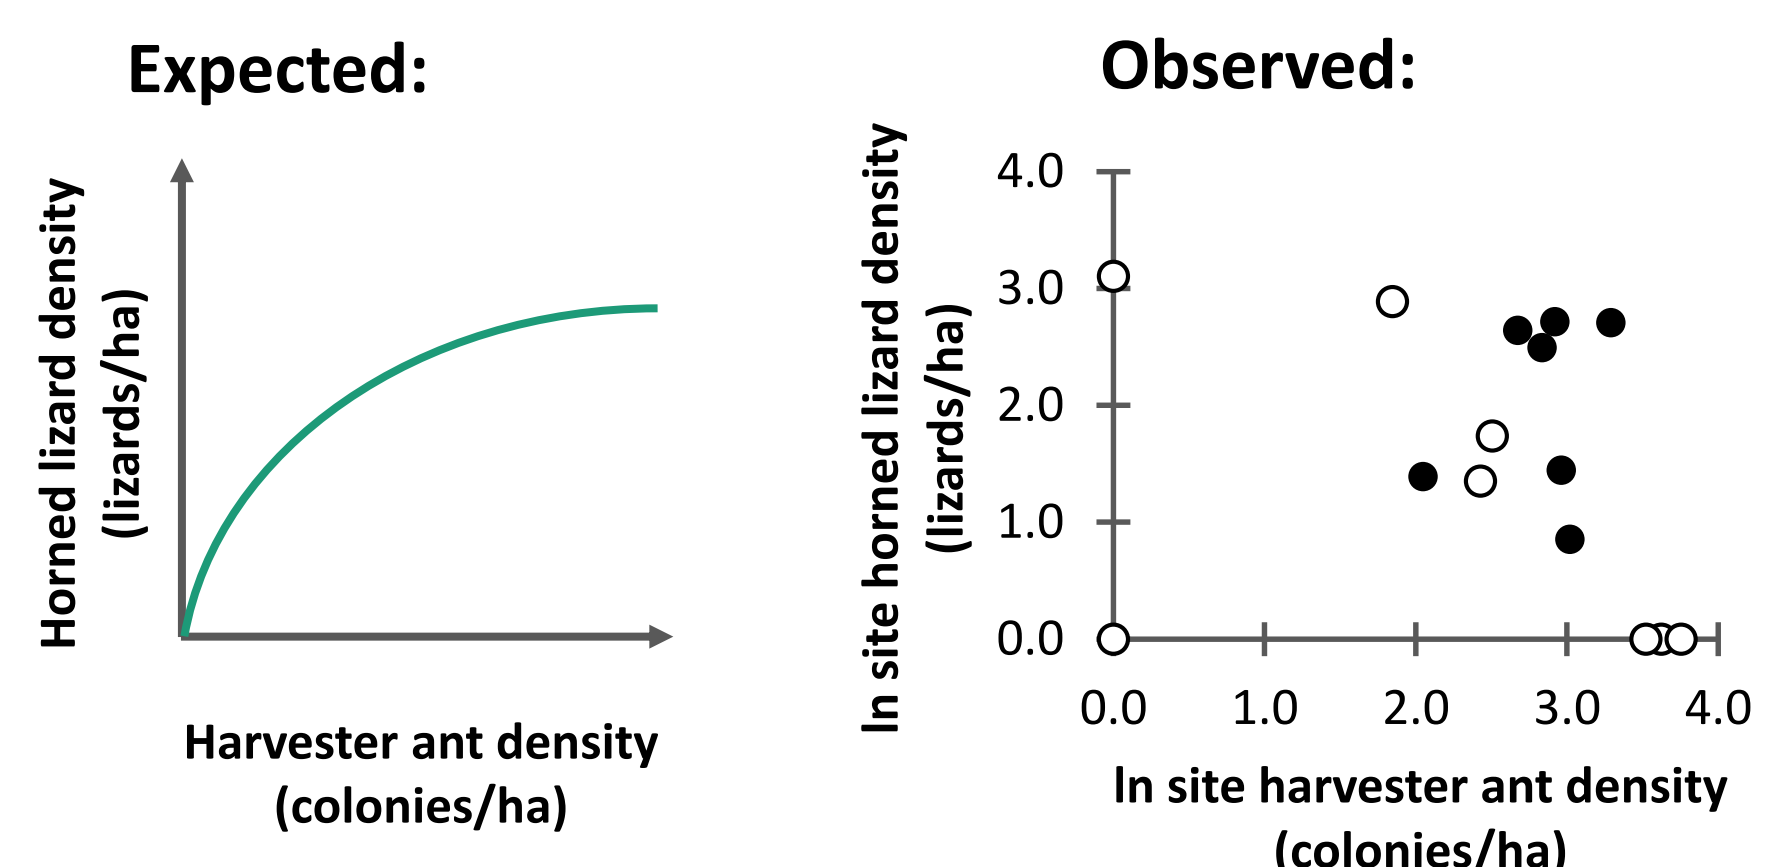 Expected:
Horned lizard density
(lizards/ha)
Harvester ant density
(colonies/ha)
Observed:
In site horned lizard density
(lizards/ha)
4.0
3.0
2.0
1.0
0.0
0.0 1.0 2.0 3.0 4.0
In site harvester ant density
(colonies/ha)